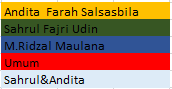 Andita  Farah Salsasbila
Sahrul Fajri Udin
M.Ridzal Maulana
Umum
Sahrul&Andita